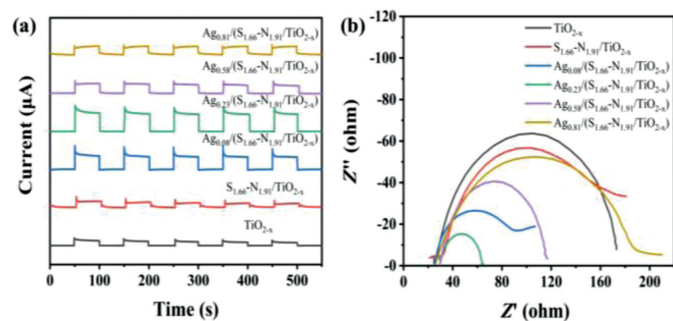 (a)
Current (μA)
Ag0.81/(S1.66-N1.91/TiO2-s)
Ag0.58/(S1.66-N1.91/TiO2-s)
Ag0.23/(S1.66-N1.91/TiO2-s)
Ag0.08/(S1.66-N1.91/TiO2-s)
S1.66-N1.91/TiO2-s
TiO2-s
0 100 200 300 400 500
Time (s)
(b)
Z'' (ohm)
-120
-100
-80
-60
-40
-20
-0
TiO2-s
S1.66-N1.91/TiO2-s
Ag0.08/(S1.66-N1.91/TiO2-s)
Ag0.23/(S1.66-N1.91/TiO2-s)
Ag0.58/(S1.66-N1.91/TiO2-s)
Ag0.81/(S1.66-N1.91/TiO2-s)
0 40 80 120 160 200
Z' (ohm)